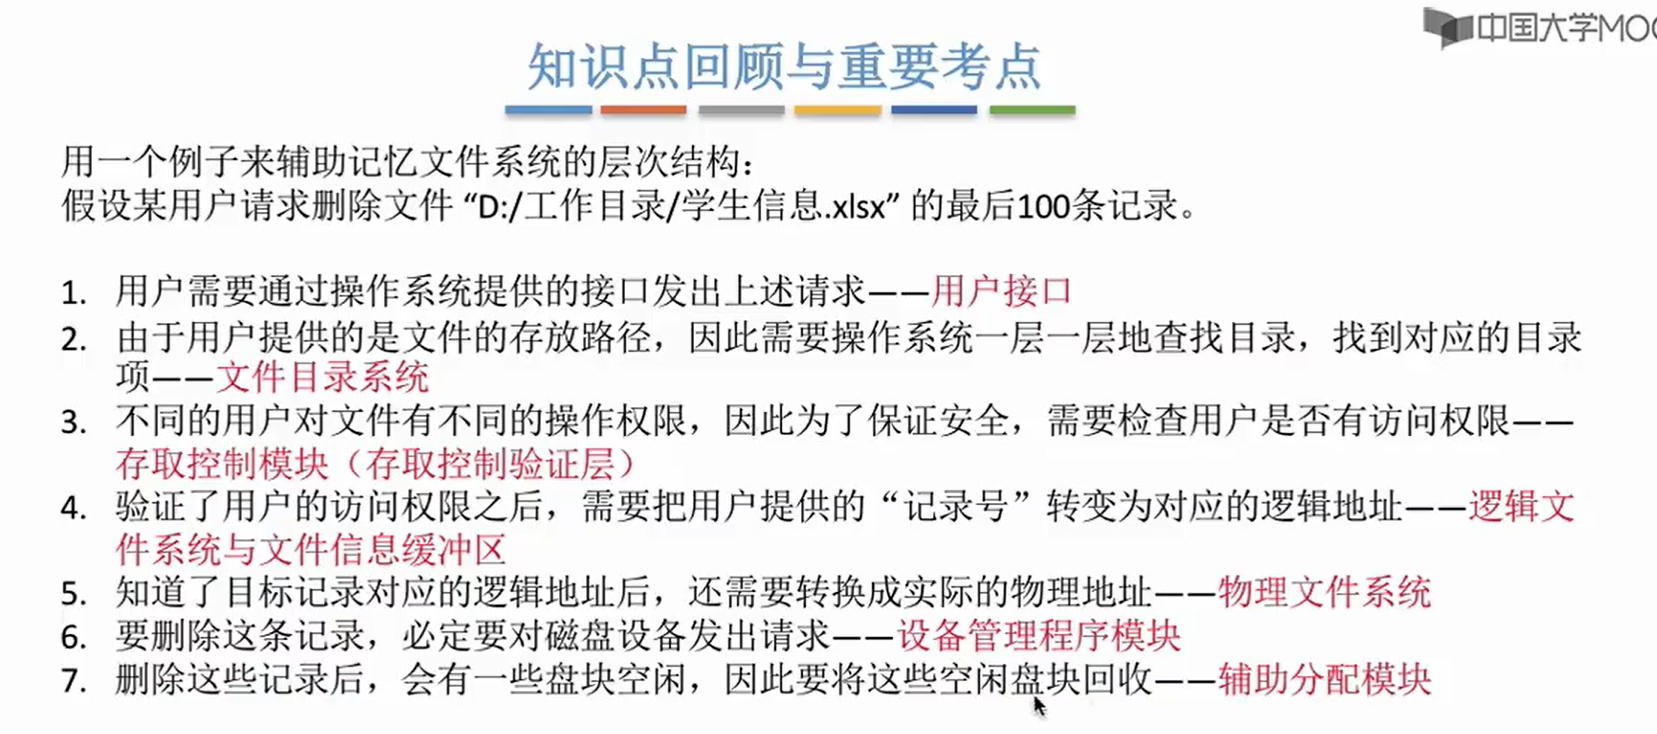 中国大学MOO
知识点回顾与重要考点
用一个例子来辅助记忆文件系统的层次结构：
假设某用户请求删除文件 “D:/工作目录/学生信息.xlsx” 的最后100条记录。
1. 用户需要通过操作系统提供的接口发出上述请求——用户接口
2. 由于用户提供的是文件的存放路径，因此需要操作系统一层一层地查找目录，找到对应的目录
项——文件目录系统
3. 不同的用户对文件有不同的操作权限，因此为了保证安全，需要检查用户是否有访问权限——
存取控制模块（存取控制验证层）
4. 验证了用户的访问权限之后，需要把用户提供的“记录号”转变为对应的逻辑地址——逻辑文
件系统与文件信息缓冲区
5. 知道了目标记录对应的逻辑地址后，还需要转换成实际的物理地址——物理文件系统
6. 要删除这条记录，必定要对磁盘设备发出请求——设备管理程序模块
7. 删除这些记录后，会有一些盘块空闲，因此要将这些空闲盘块回收——辅助分配模块